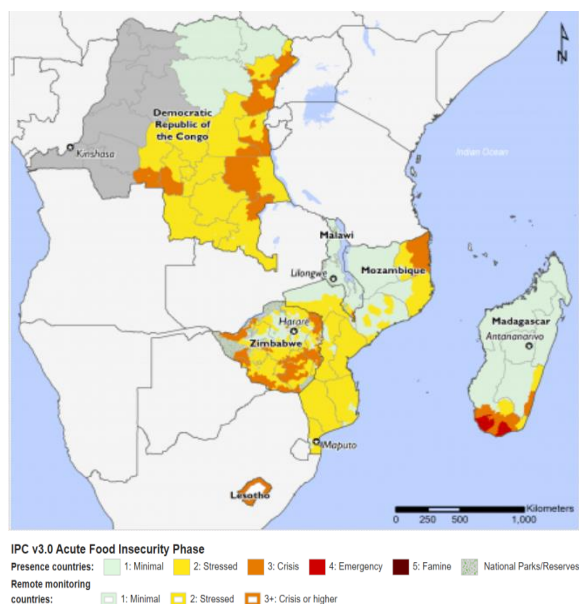 N
Democratic
Republic of
the Congo
Kinshasa
Indian Ocean
Malawi
Lilongwe
Mozambique
Harare
Zimbabwe
Madagascar
Antananarivo
Maputo
Lesotho
Kilometers
0 250 500 1,000
IPC v3.0 Acute Food Insecurity Phase
Presence countries: 1: Minimal 2: Stressed 3: Crisis 4: Emergency 5: Famine National Parks/Reserves
Remote monitoring
countries: 1: Minimal 2: Stressed 3+: Crisis or higher